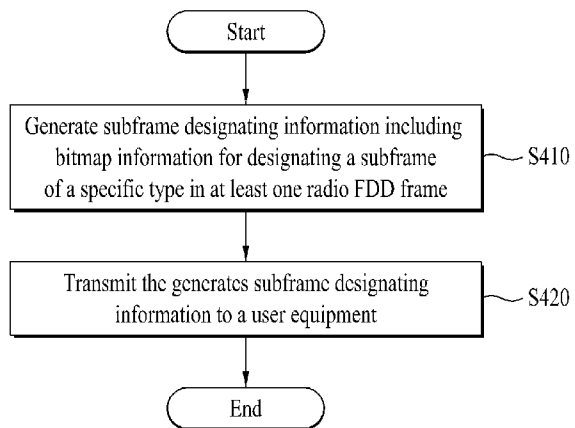 Start
Generate subframe designating information including
bitmap information for designating a subframe
of a specific type in at least one radio FDD frame
S410
Transmit the generates subframe designating
information to a user equipment
S420
End